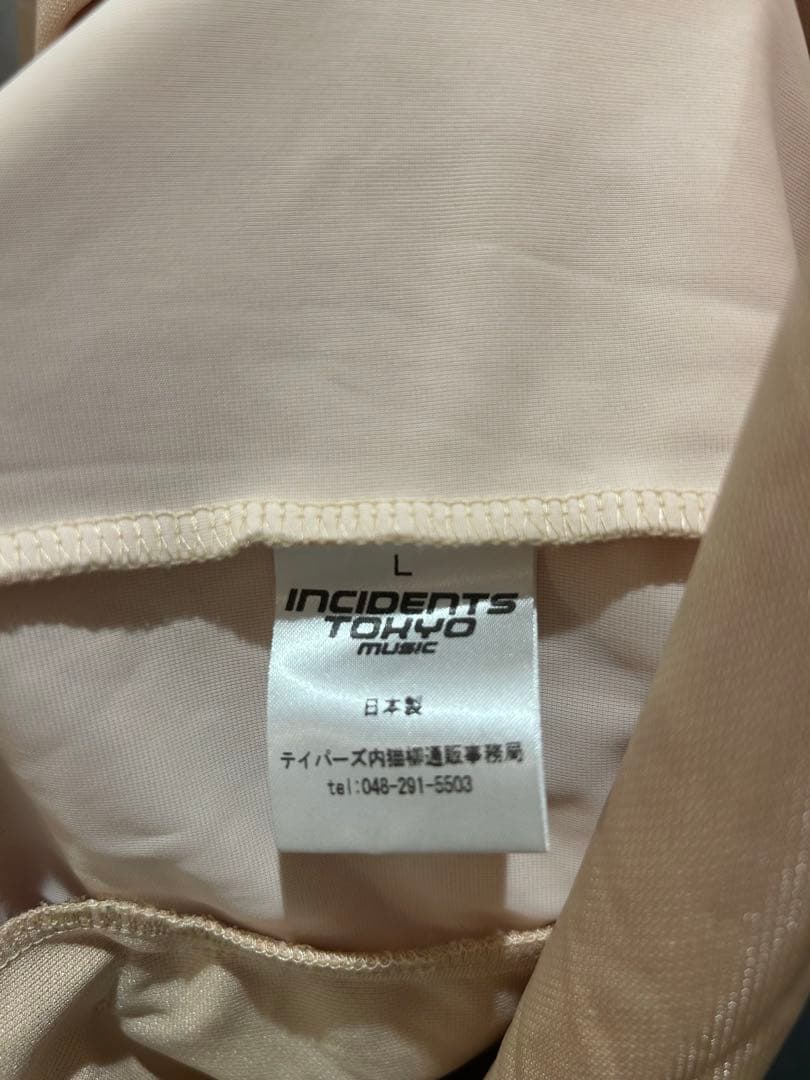 L
INCIDENTS
TOKYO
MUSIC
日本製
テイパーズ内猫柳通販事務局
tel:048-291-5503